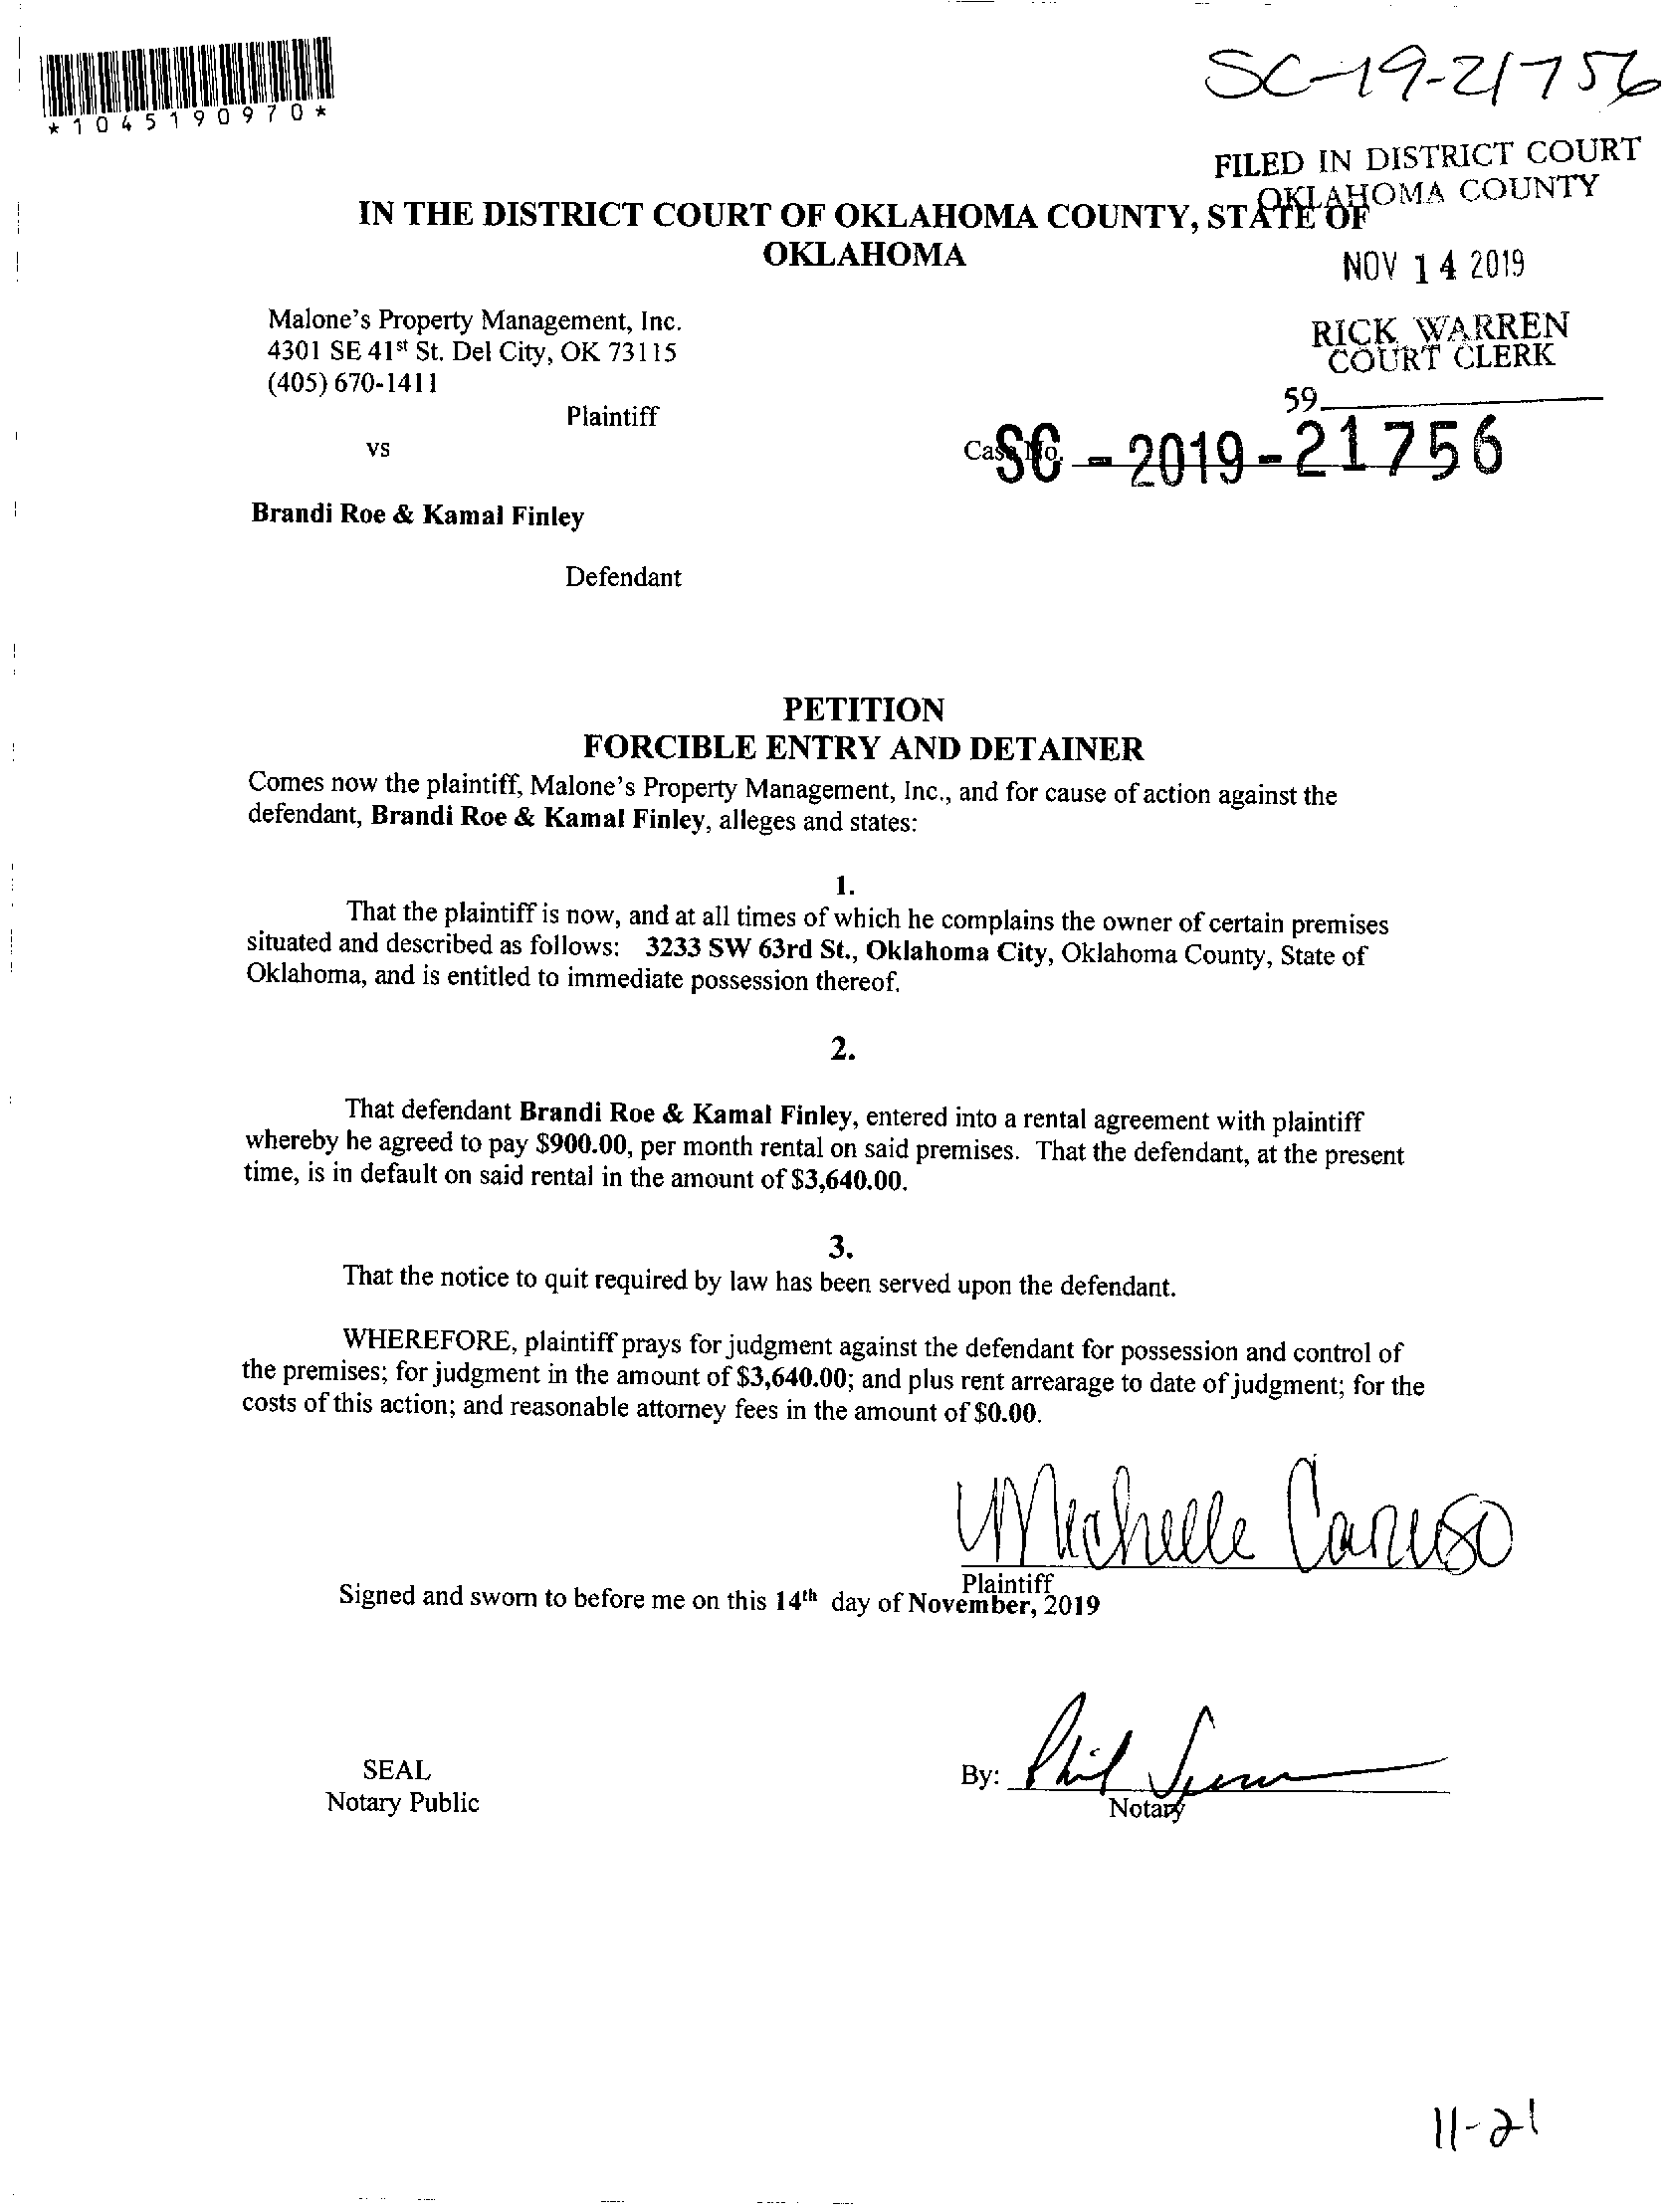 *1045190970*
SC-19-21756
FILED IN DISTRICT COURT
OKLAHOMA COUNTY
IN THE DISTRICT COURT OF OKLAHOMA COUNTY, STATE OF
OKLAHOMA
NOV 14 2019
Malone's Property Management, Inc.
4301 SE 41st St. Del City, OK 73115
(405) 670-1411
RICK WARREN
COURT CLERK
59
Plaintiff
vs
Case No. SC - 2019 - 21756
Brandi Roe & Kamal Finley
Defendant
PETITION
FORCIBLE ENTRY AND DETAINER
Comes now the plaintiff, Malone's Property Management, Inc., and for cause of action against the
defendant, Brandi Roe & Kamal Finley, alleges and states:
1.
That the plaintiff is now, and at all times of which he complains the owner of certain premises
situated and described as follows: 3233 SW 63rd St., Oklahoma City, Oklahoma County, State of
Oklahoma, and is entitled to immediate possession thereof.
2.
That defendant Brandi Roe & Kamal Finley, entered into a rental agreement with plaintiff
whereby he agreed to pay $900.00, per month rental on said premises. That the defendant, at the present
time, is in default on said rental in the amount of $3,640.00.
3.
That the notice to quit required by law has been served upon the defendant.
WHEREFORE, plaintiff prays for judgment against the defendant for possession and control of
the premises; for judgment in the amount of $3,640.00; and plus rent arrearage to date of judgment; for the
costs of this action; and reasonable attorney fees in the amount of $0.00.
Michelle Caruso
Plaintiff
Signed and sworn to before me on this 14th day of November, 2019
SEAL
Notary Public
By: Phil
Notary
11-21